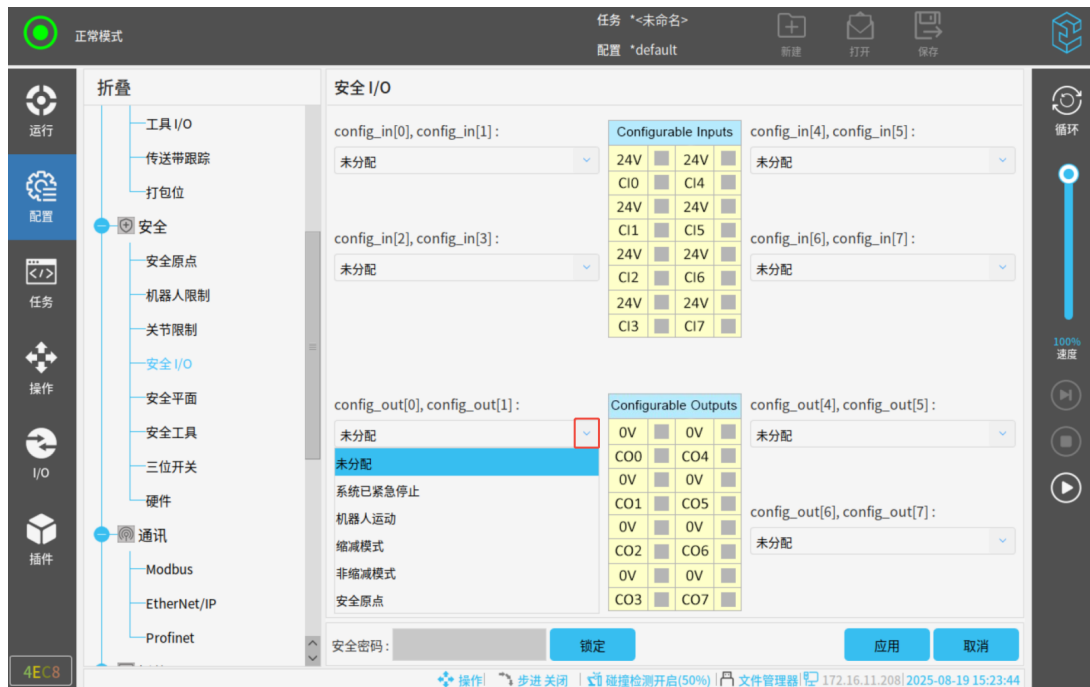 正常模式
任务 *<未命名>
配置 *default
新建
打开
保存
运行
配置
任务
操作
I/O
插件
4EC8
折叠
工具 I/O
传送带跟踪
打包位
安全
安全原点
机器人限制
关节限制
安全 I/O
安全平面
安全工具
三位开关
硬件
通讯
Modbus
EtherNet/IP
Profinet
安全 I/O
config_in[0], config_in[1] :
未分配
config_in[2], config_in[3] :
未分配
Configurable Inputs
24V 24V
CI0 CI4
24V 24V
CI1 CI5
24V 24V
CI2 CI6
24V 24V
CI3 CI7
config_in[4], config_in[5] :
未分配
config_in[6], config_in[7] :
未分配
config_out[0], config_out[1] :
未分配
未分配
系统已紧急停止
机器人运动
缩减模式
非缩减模式
安全原点
Configurable Outputs
0V 0V
CO0 CO4
0V 0V
CO1 CO5
0V 0V
CO2 CO6
0V 0V
CO3 CO7
config_out[4], config_out[5] :
未分配
config_out[6], config_out[7] :
未分配
安全密码 :
锁定
应用
取消
循环
100%
速度
操作
步进 关闭
碰撞检测开启(50%)
文件管理器
172.16.11.208
2025-08-19 15:23:44